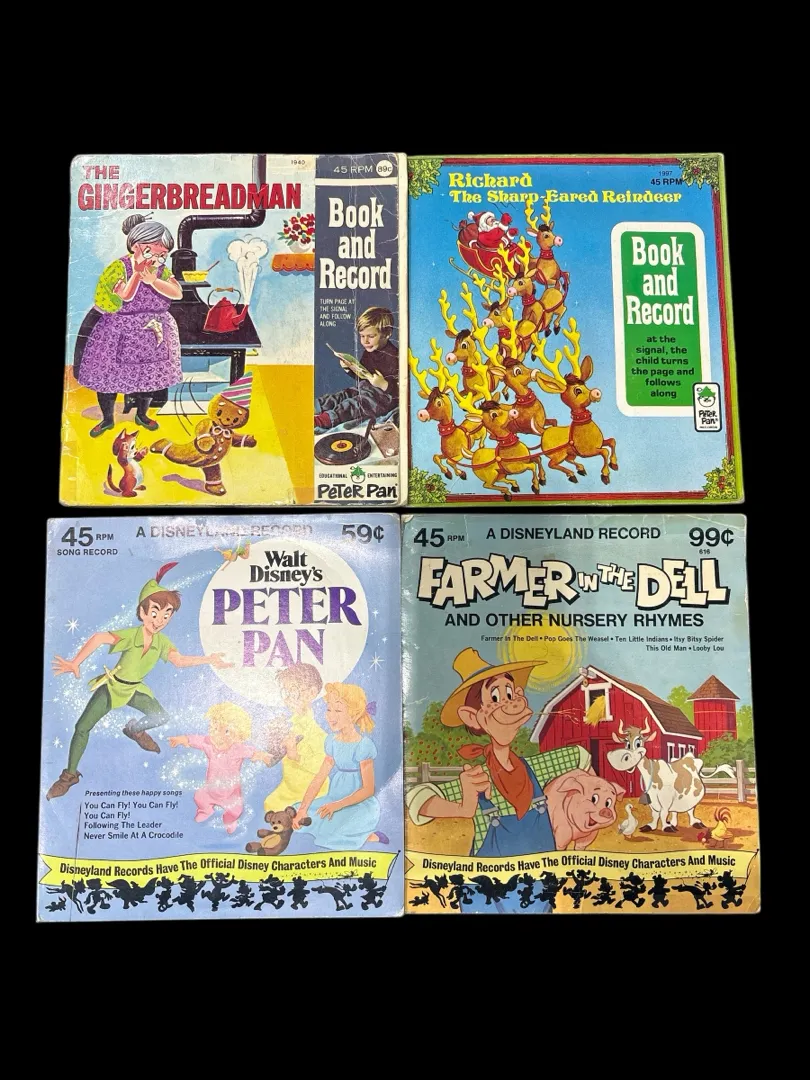 THE
GINGERBREADMAN
1940
45 RPM 89¢
Book
and
Record
TURN PAGE AT
THE SIGNAL
AND FOLLOW
ALONG
EDUCATIONAL ENTERTAINING
PETER PAN
Richard
The Sharp-Eared Reindeer
1997
45 RPM
Book
and
Record
at the
signal, the
child turns
the page and
follows
along
PETER
PAN
45 RPM A DISNEYLAND RECORD 59¢
SONG RECORD
Walt
Disney's
PETER
PAN
Presenting these happy songs
You Can Fly! You Can Fly!
You Can Fly!
Following The Leader
Never Smile At A Crocodile
Disneyland Records Have The Official Disney Characters And Music
45 RPM A DISNEYLAND RECORD 99¢
616
FARMER IN THE DELL
AND OTHER NURSERY RHYMES
Farmer In The Dell • Pop Goes The Weasel • Ten Little Indians • Itsy Bitsy Spider
This Old Man • Looby Lou
Disneyland Records Have The Official Disney Characters And Music